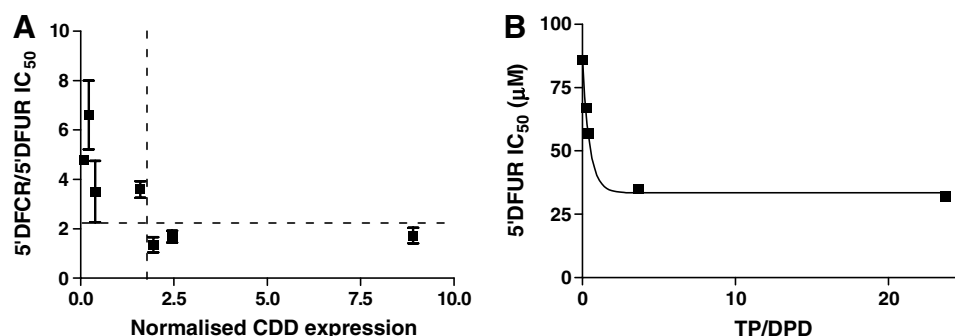 A
5'DFCR/5'DFUR IC50
10
8
6
4
2
0
0.0 2.5 5.0 7.5 10.0
Normalised CDD expression
B
5'DFUR IC50 (μM)
100
75
50
25
0
0 10 20
TP/DPD